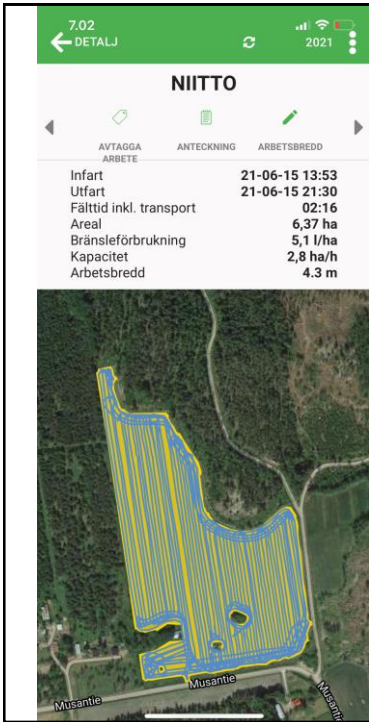 7.02
DETALJ
2021
NIITTO
AVTAGGA
ARBETE
ANTECKNING
ARBETSBREDD
Infart 21-06-15 13:53
Utfart 21-06-15 21:30
Fälttid inkl. transport 02:16
Areal 6,37 ha
Bränsleförbrukning 5,1 l/ha
Kapacitet 2,8 ha/h
Arbetsbredd 4.3 m
Musantie
Musantie
Musantie